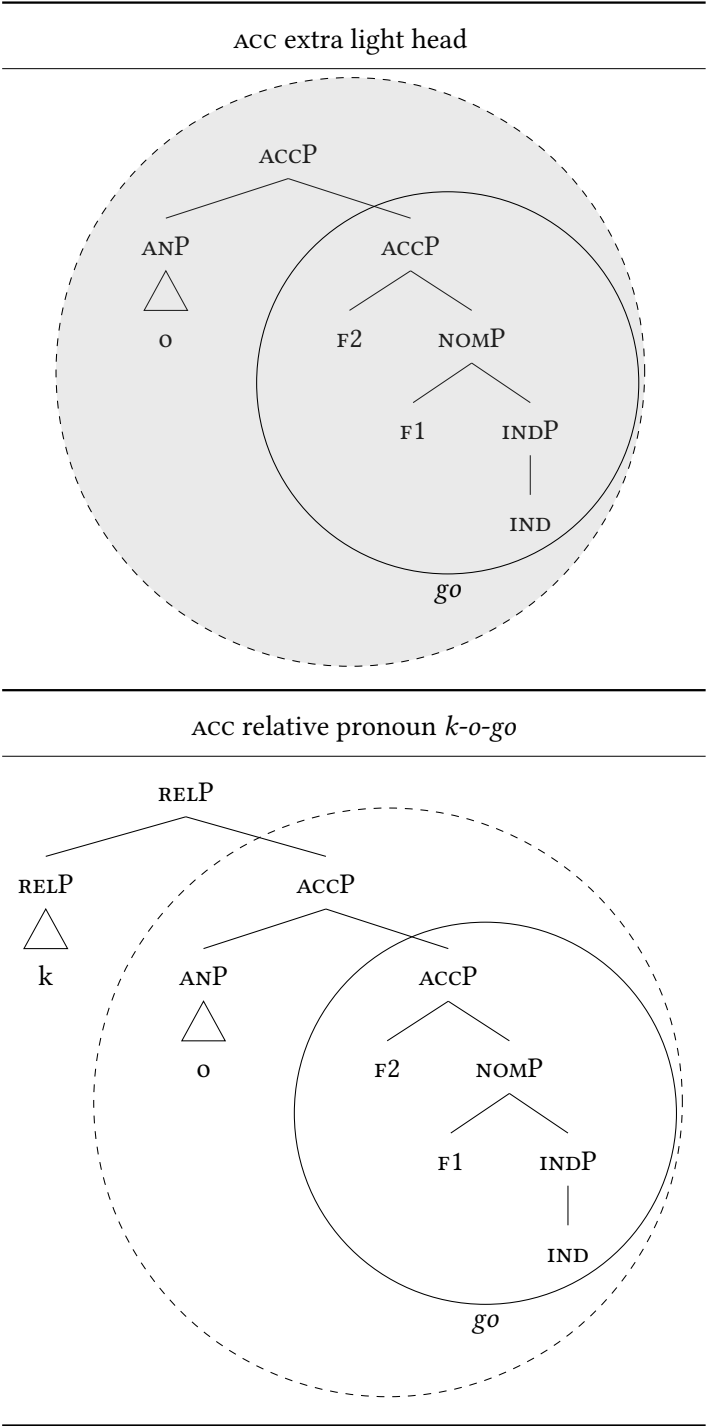 ACC extra light head
ACCP
ANP ACCP
o F2 NOMP
F1 INDP
IND
go
ACC relative pronoun k-o-go
RELP
RELP ACCP
k ANP ACCP
o F2 NOMP
F1 INDP
IND
go